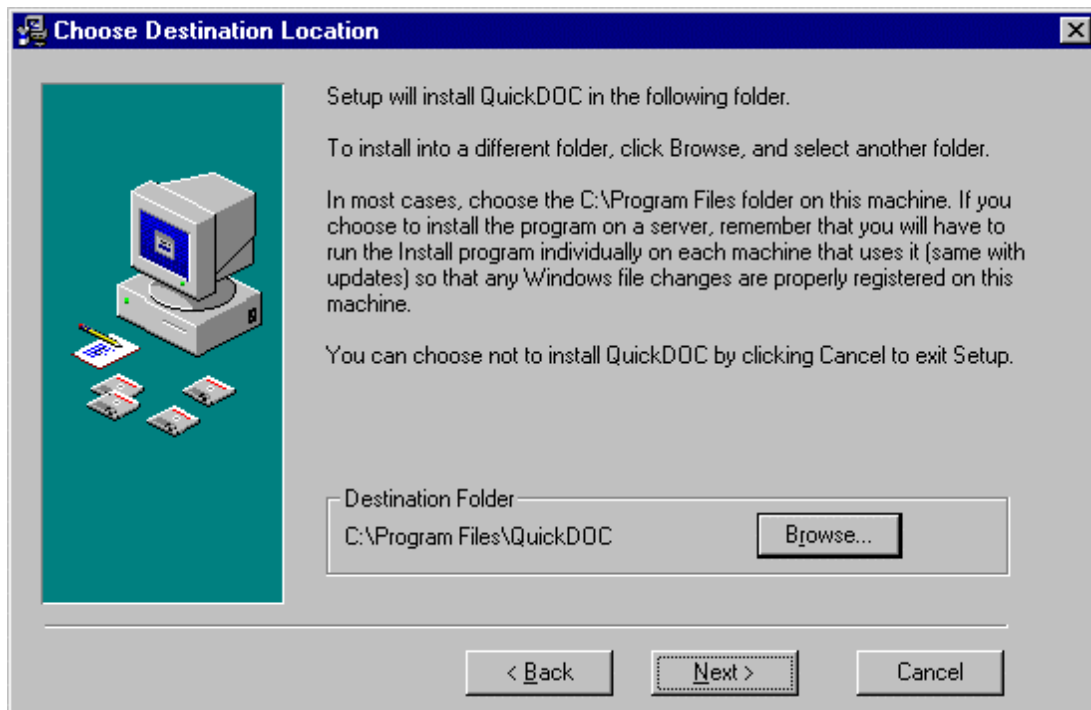 Choose Destination Location
Setup will install QuickDOC in the following folder.
To install into a different folder, click Browse, and select another folder.
In most cases, choose the C:\Program Files folder on this machine. If you
choose to install the program on a server, remember that you will have to
run the Install program individually on each machine that uses it (same with
updates) so that any Windows file changes are properly registered on this
machine.
You can choose not to install QuickDOC by clicking Cancel to exit Setup.
Destination Folder
C:\Program Files\QuickDOC
Browse...
< Back
Next >
Cancel